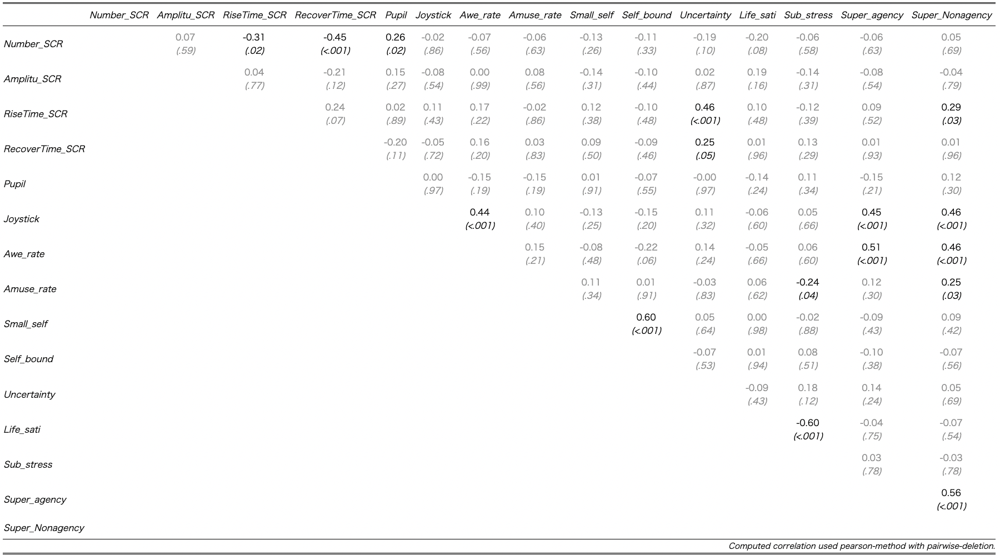 Number_SCR Amplitu_SCR RiseTime_SCR RecoverTime_SCR Pupil Joystick Awe_rate Amuse_rate Small_self Self_bound Uncertainty Life_sati Sub_stress Super_agency Super_Nonagency
Number_SCR 0.07 -0.31 -0.45 0.26 -0.02 -0.07 -0.06 -0.13 -0.11 -0.19 -0.20 -0.06 -0.06 0.05
(.59) (.02) (<.001) (.02) (.86) (.56) (.63) (.26) (.33) (.10) (.08) (.58) (.63) (.69)
Amplitu_SCR 0.04 -0.21 0.15 -0.08 0.00 0.08 -0.14 -0.10 0.02 0.19 -0.14 -0.08 -0.04
(.77) (.12) (.27) (.54) (.99) (.56) (.31) (.44) (.87) (.16) (.31) (.54) (.79)
RiseTime_SCR 0.24 0.02 0.11 0.17 -0.02 0.12 -0.10 0.46 0.10 -0.12 0.09 0.29
(.07) (.89) (.43) (.22) (.86) (.38) (.48) (<.001) (.48) (.39) (.52) (.03)
RecoverTime_SCR -0.20 -0.05 0.16 0.03 0.09 -0.09 0.25 0.01 0.13 0.01 0.01
(.11) (.72) (.20) (.83) (.50) (.46) (.05) (.96) (.29) (.93) (.96)
Pupil 0.00 -0.15 -0.15 0.01 -0.07 -0.00 -0.14 0.11 -0.15 0.12
(.97) (.19) (.19) (.91) (.55) (.97) (.24) (.34) (.21) (.30)
Joystick 0.44 0.10 -0.13 -0.15 0.11 -0.06 0.05 0.45 0.46
(<.001) (.40) (.25) (.20) (.32) (.60) (.66) (<.001) (<.001)
Awe_rate 0.15 -0.08 -0.22 0.14 -0.05 0.06 0.51 0.46
(.21) (.48) (.06) (.24) (.66) (.60) (<.001) (<.001)
Amuse_rate 0.11 0.01 -0.03 0.06 -0.24 0.12 0.25
(.34) (.91) (.83) (.62) (.04) (.30) (.03)
Small_self 0.60 0.05 0.00 -0.02 -0.09 0.09
(<.001) (.64) (.98) (.88) (.43) (.42)
Self_bound -0.07 0.01 0.08 -0.10 -0.07
(.53) (.94) (.51) (.38) (.56)
Uncertainty -0.09 0.18 0.14 0.05
(.43) (.12) (.24) (.69)
Life_sati -0.60 -0.04 -0.07
(<.001) (.75) (.54)
Sub_stress 0.03 -0.03
(.78) (.78)
Super_agency 0.56
(<.001)
Super_Nonagency
Computed correlation used pearson-method with pairwise-deletion.